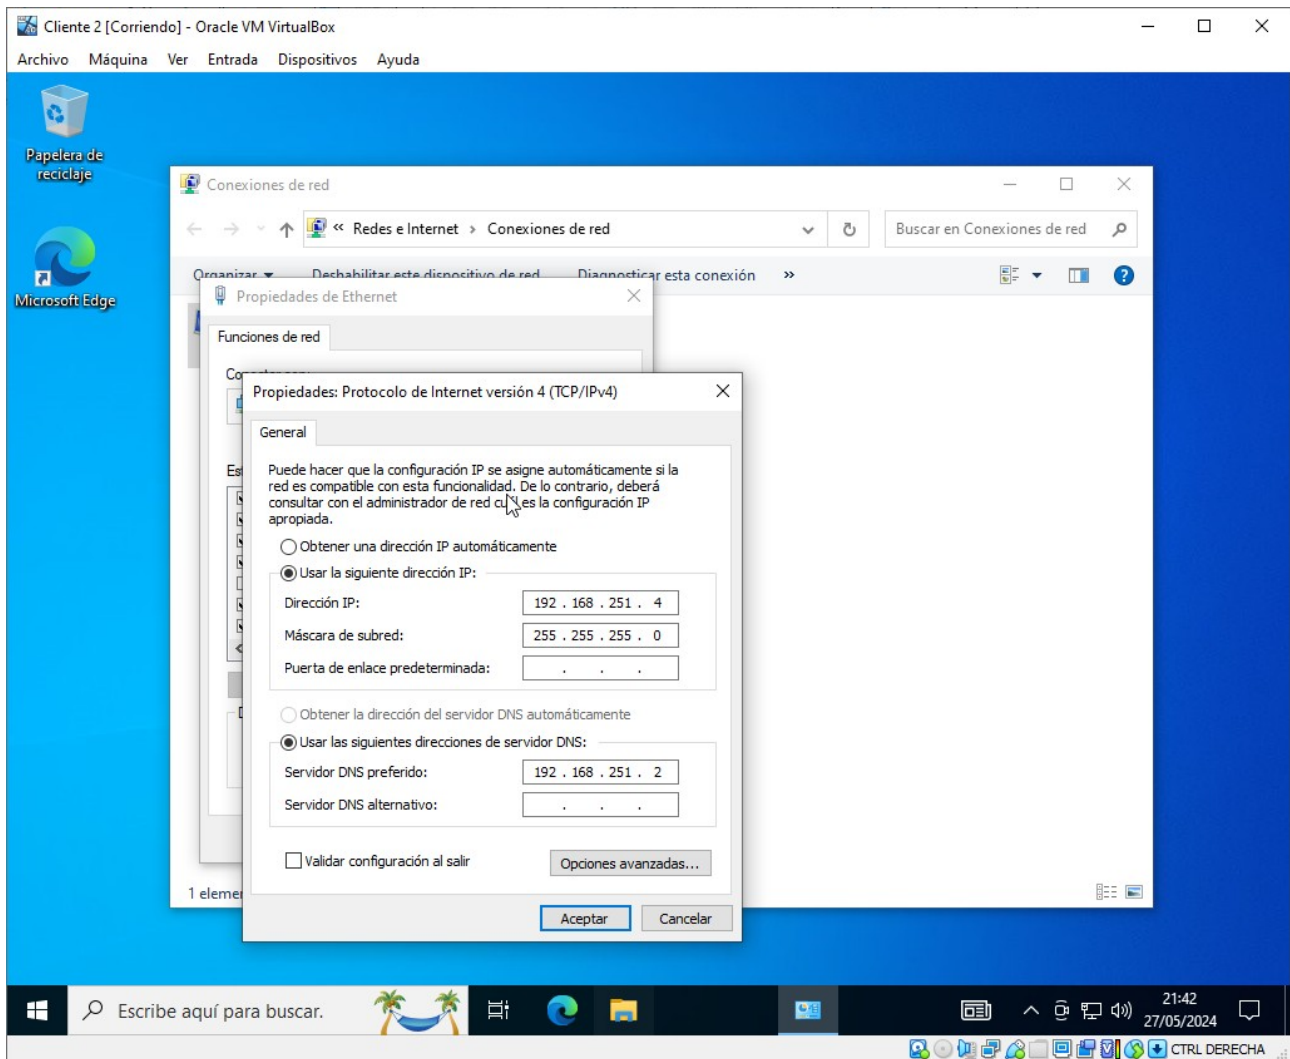 Cliente 2 [Corriendo] - Oracle VM VirtualBox
Archivo Máquina Ver Entrada Dispositivos Ayuda
Papelera de
reciclaje
Microsoft Edge
Conexiones de red
« Redes e Internet › Conexiones de red
Buscar en Conexiones de red
Organizar Deshabilitar este dispositivo de red Diagnosticar esta conexión »
Propiedades de Ethernet
Funciones de red
Propiedades: Protocolo de Internet versión 4 (TCP/IPv4)
General
Puede hacer que la configuración IP se asigne automáticamente si la
red es compatible con esta funcionalidad. De lo contrario, deberá
consultar con el administrador de red cuál es la configuración IP
apropiada.
Obtener una dirección IP automáticamente
Usar la siguiente dirección IP:
Dirección IP: 192 . 168 . 251 . 4
Máscara de subred: 255 . 255 . 255 . 0
Puerta de enlace predeterminada: . . .
Obtener la dirección del servidor DNS automáticamente
Usar las siguientes direcciones de servidor DNS:
Servidor DNS preferido: 192 . 168 . 251 . 2
Servidor DNS alternativo: . . .
Validar configuración al salir
Opciones avanzadas...
1 eleme
Aceptar Cancelar
Escribe aquí para buscar.
21:42
27/05/2024
CTRL DERECHA